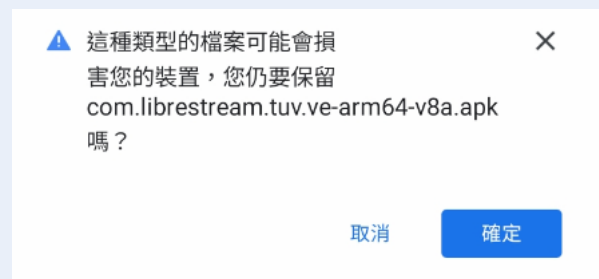 這種類型的檔案可能會損
害您的裝置，您仍要保留
com.librestream.tuv.ve-arm64-v8a.apk
嗎？
取消
確定